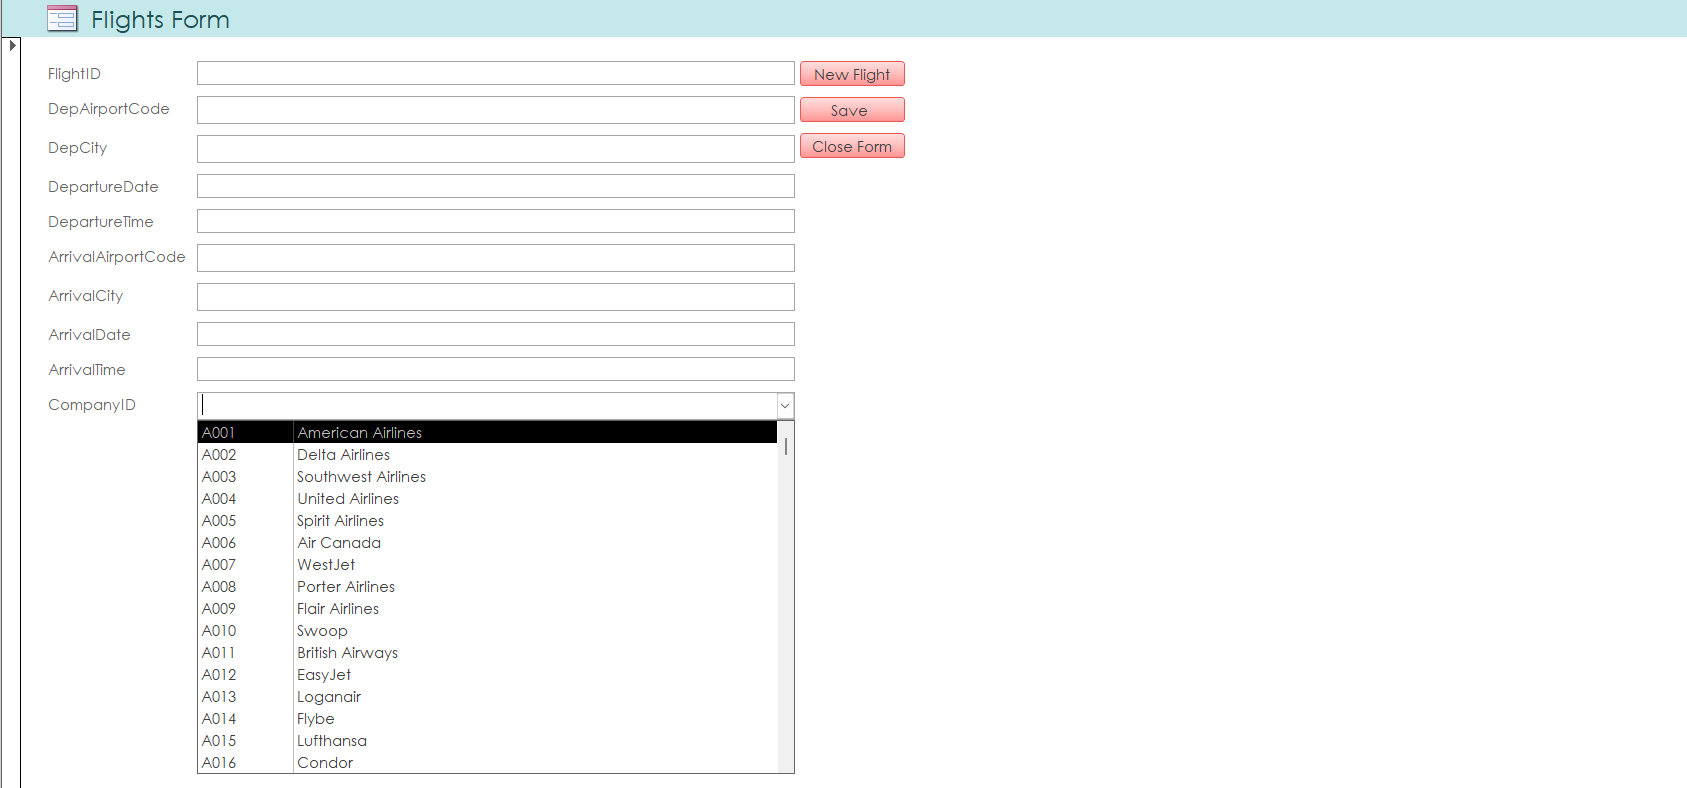 Flights Form
FlightID
New Flight
DepAirportCode
Save
DepCity
Close Form
DepartureDate
DepartureTime
ArrivalAirportCode
ArrivalCity
ArrivalDate
ArrivalTime
CompanyID
A001 American Airlines
A002 Delta Airlines
A003 Southwest Airlines
A004 United Airlines
A005 Spirit Airlines
A006 Air Canada
A007 WestJet
A008 Porter Airlines
A009 Flair Airlines
A010 Swoop
A011 British Airways
A012 EasyJet
A013 Loganair
A014 Flybe
A015 Lufthansa
A016 Condor